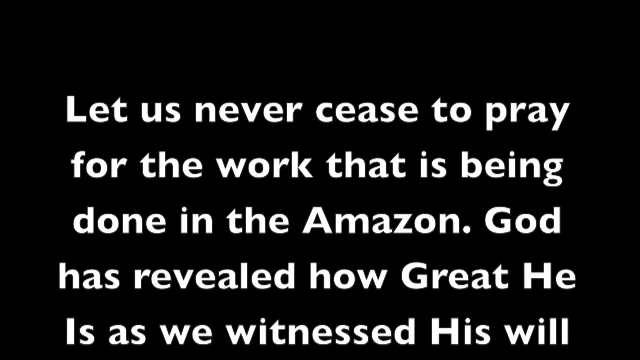 Let us never cease to pray
for the work that is being
done in the Amazon. God
has revealed how Great He
Is as we witnessed His will